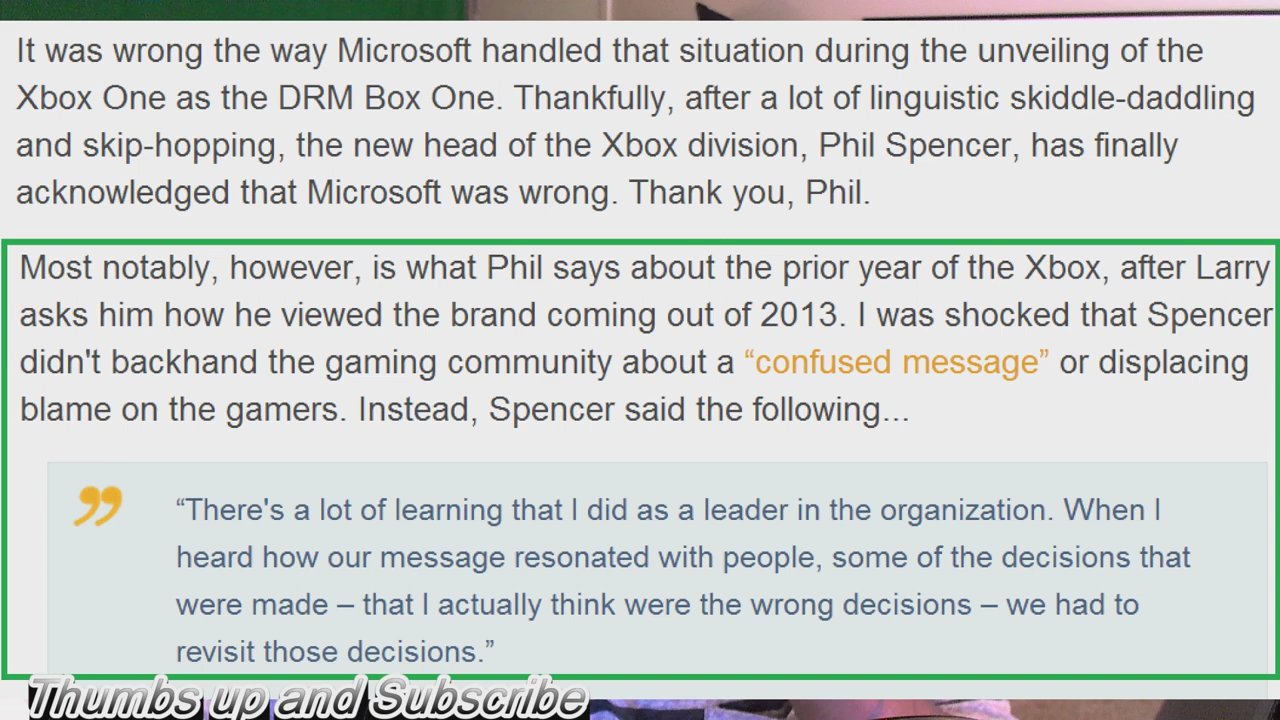 It was wrong the way Microsoft handled that situation during the unveiling of the
Xbox One as the DRM Box One. Thankfully, after a lot of linguistic skiddle-daddling
and skip-hopping, the new head of the Xbox division, Phil Spencer, has finally
acknowledged that Microsoft was wrong. Thank you, Phil.
Most notably, however, is what Phil says about the prior year of the Xbox, after Larry
asks him how he viewed the brand coming out of 2013. I was shocked that Spencer
didn't backhand the gaming community about a “confused message” or displacing
blame on the gamers. Instead, Spencer said the following...
”
“There's a lot of learning that I did as a leader in the organization. When I
heard how our message resonated with people, some of the decisions that
were made – that I actually think were the wrong decisions – we had to
revisit those decisions.”
Thumbs up and Subscribe